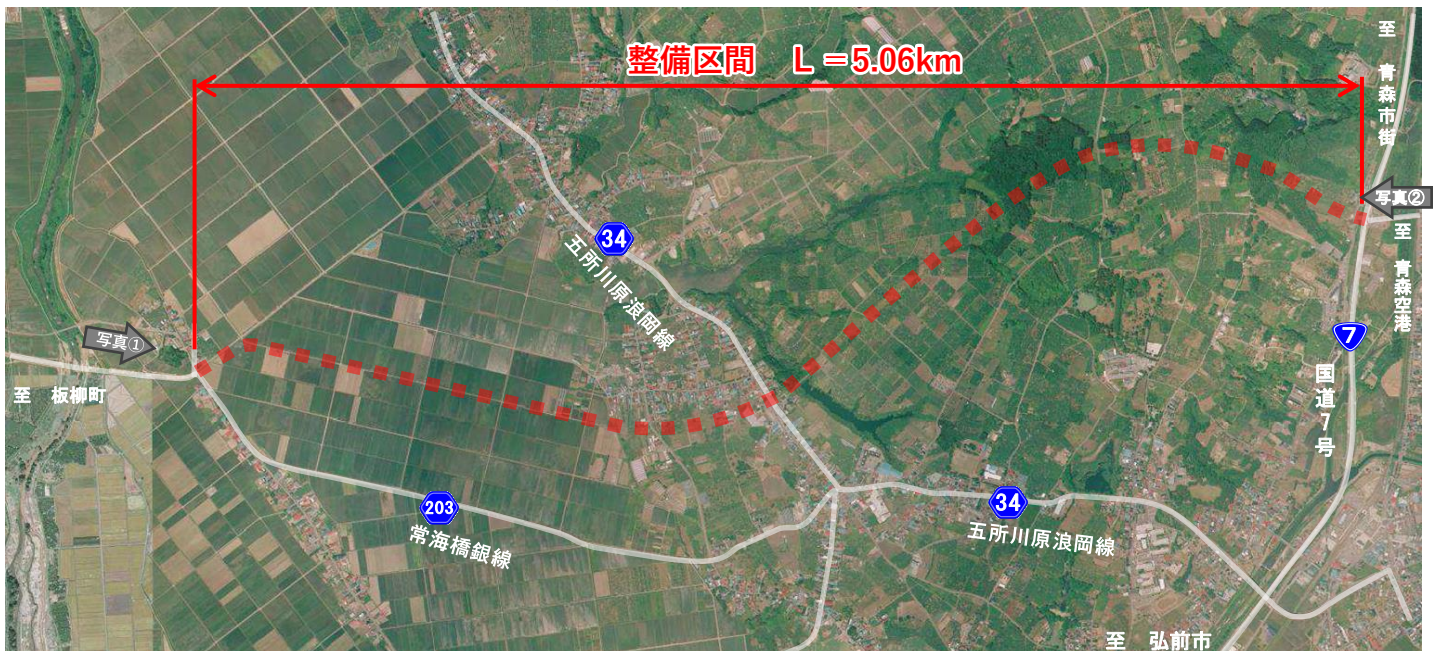 整備区間 L=5.06km
至 青森市街
写真②
至 青森空港
34
五所川原浪岡線
7
国道7号
写真①
至 板柳町
203
常海橋銀線
34
五所川原浪岡線
至 弘前市